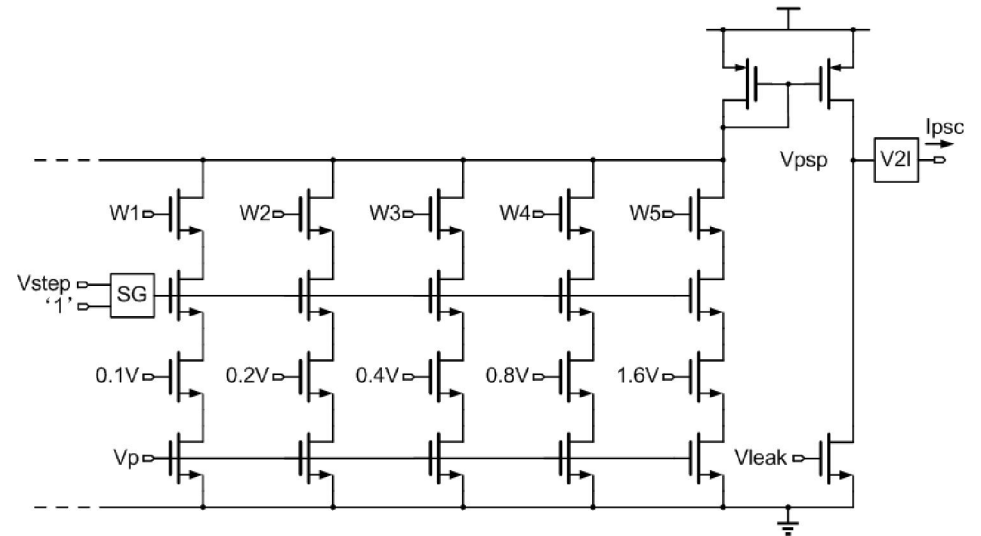 Ipsc
Vpsp V2I
W1 W2 W3 W4 W5
Vstep
SG
‘1’
0.1V 0.2V 0.4V 0.8V 1.6V
Vp Vleak